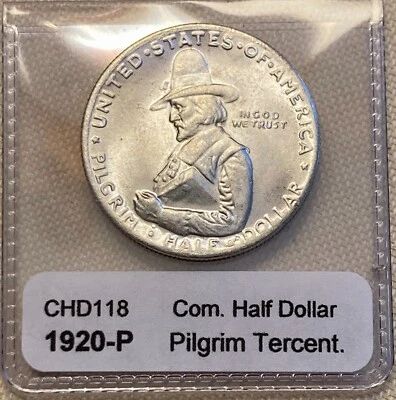 UNITED·STATES·OF·AMERICA
IN GOD
WE TRUST
PILGRIM HALF DOLLAR
CHD118 Com. Half Dollar
1920-P Pilgrim Tercent.